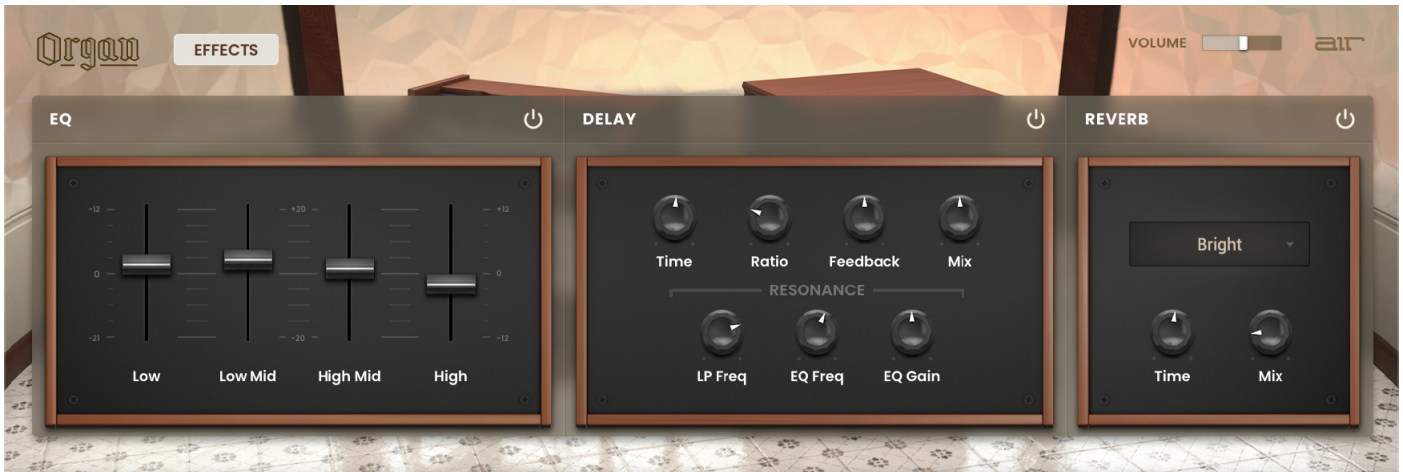 Organ
EFFECTS
VOLUME
air
EQ
DELAY
REVERB
-12
+20
+12
0
0
-21
-20
-12
Low
Low Mid
High Mid
High
Time
Ratio
Feedback
Mix
RESONANCE
LP Freq
EQ Freq
EQ Gain
Bright
Time
Mix